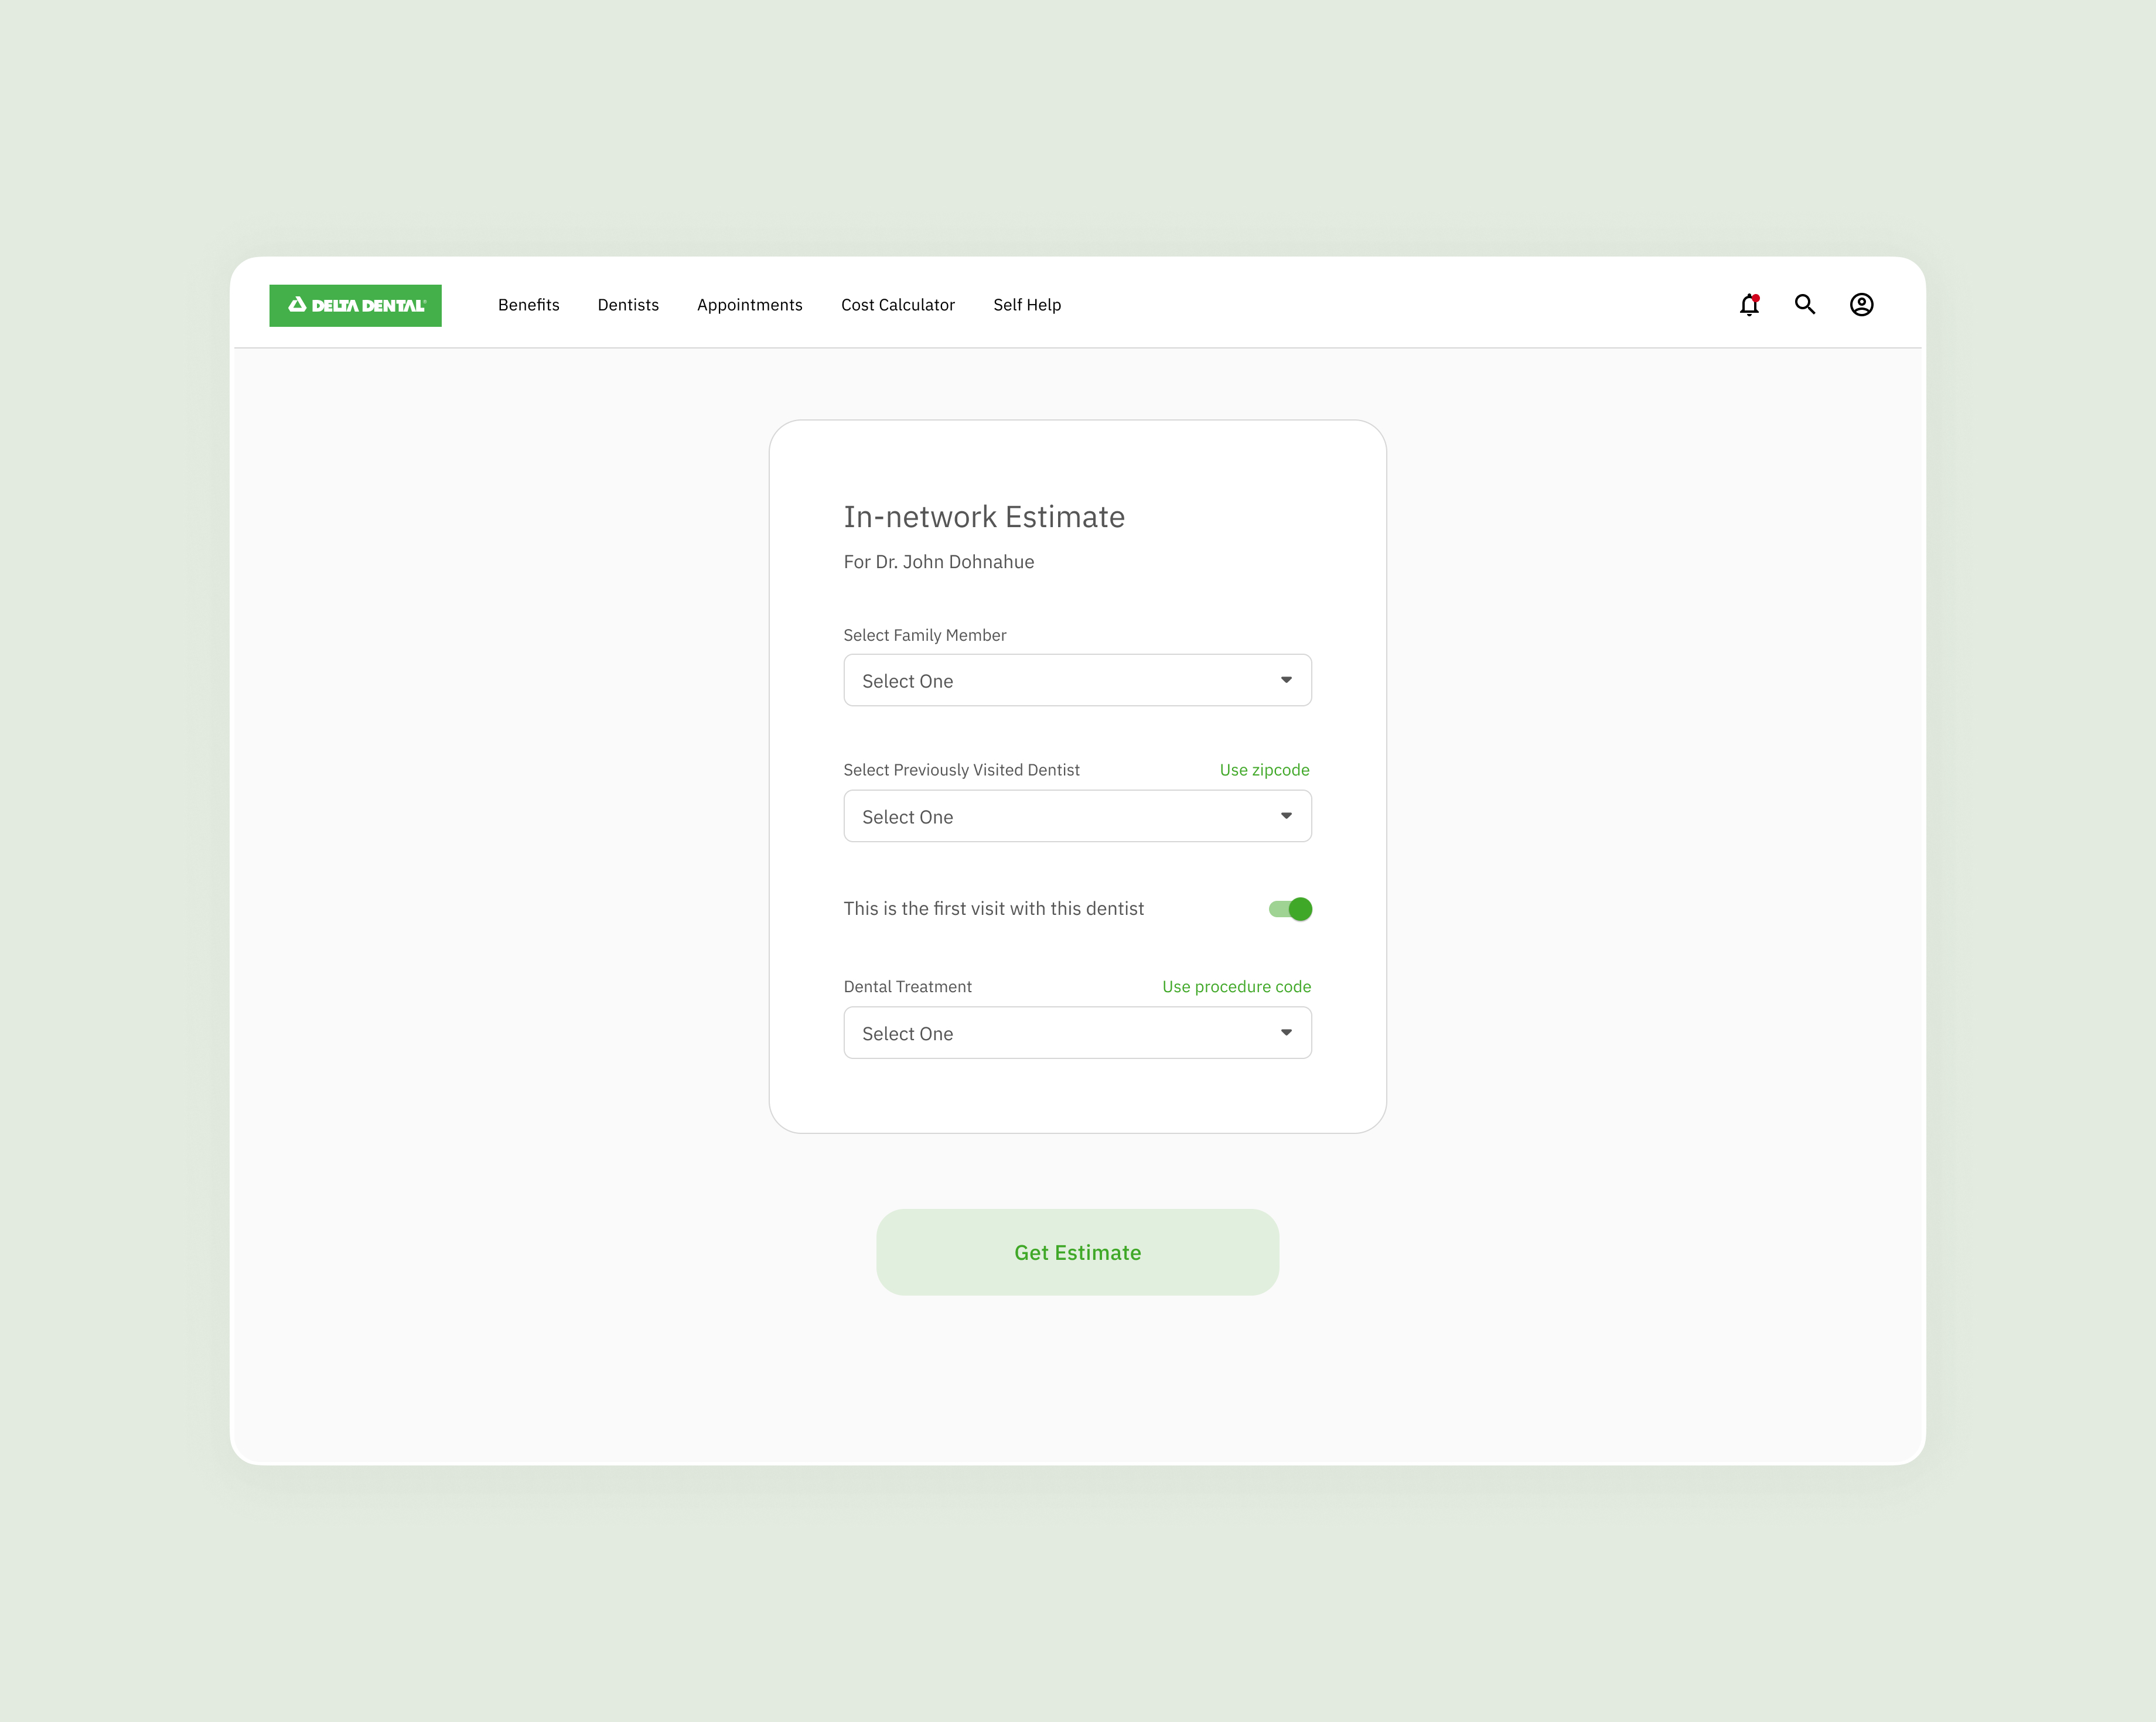 DELTA DENTAL
Benefits
Dentists
Appointments
Cost Calculator
Self Help
In-network Estimate
For Dr. John Dohnahue
Select Family Member
Select One
Select Previously Visited Dentist
Use zipcode
Select One
This is the first visit with this dentist
Dental Treatment
Use procedure code
Select One
Get Estimate